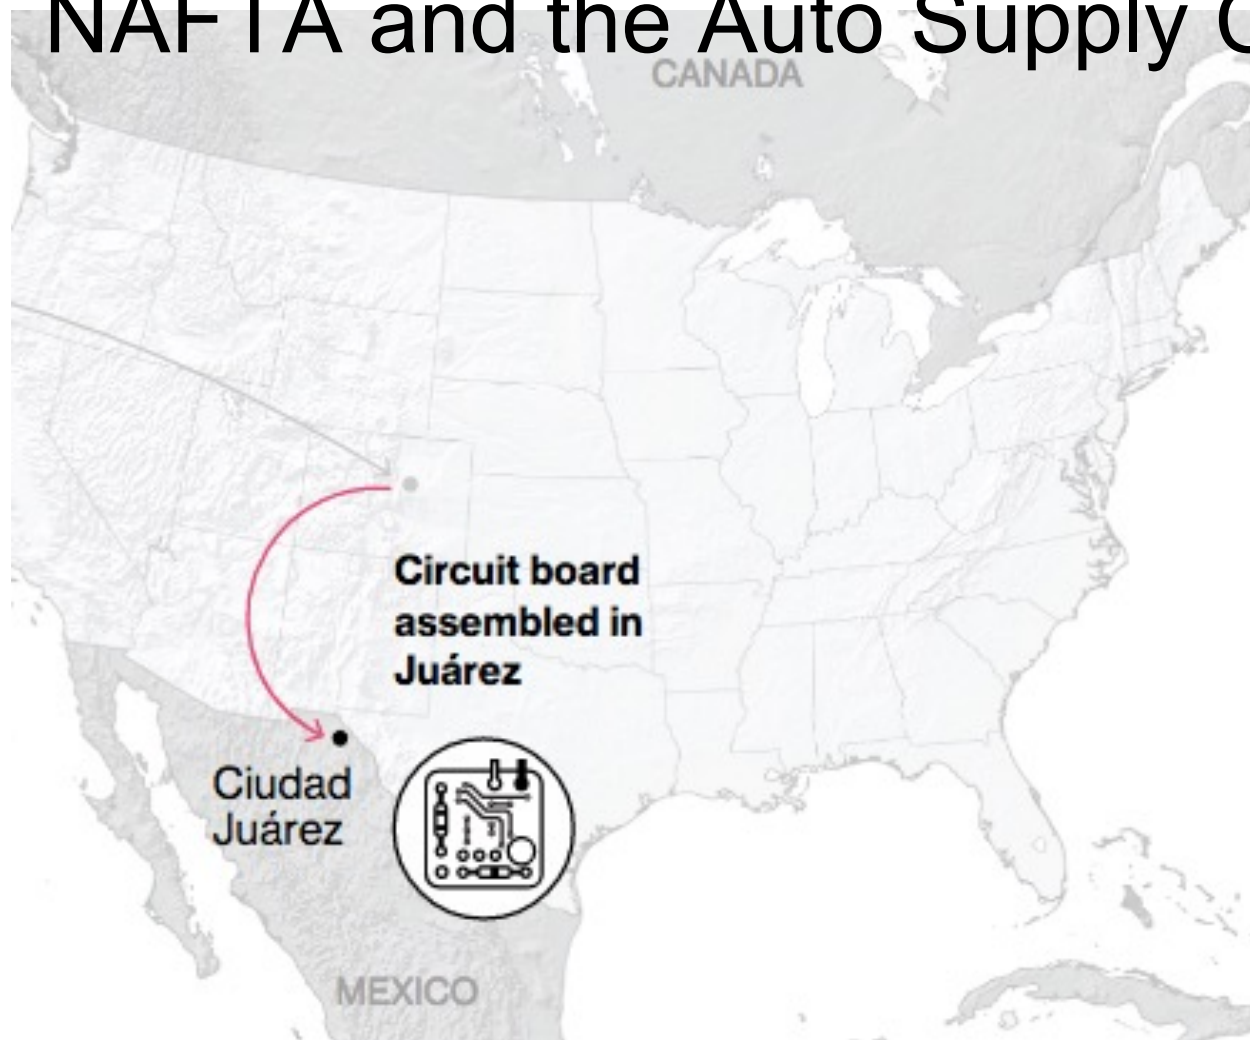 NAFTA and the Auto Supply
CANADA
Circuit board
assembled in
Juárez
Ciudad
Juárez
MEXICO